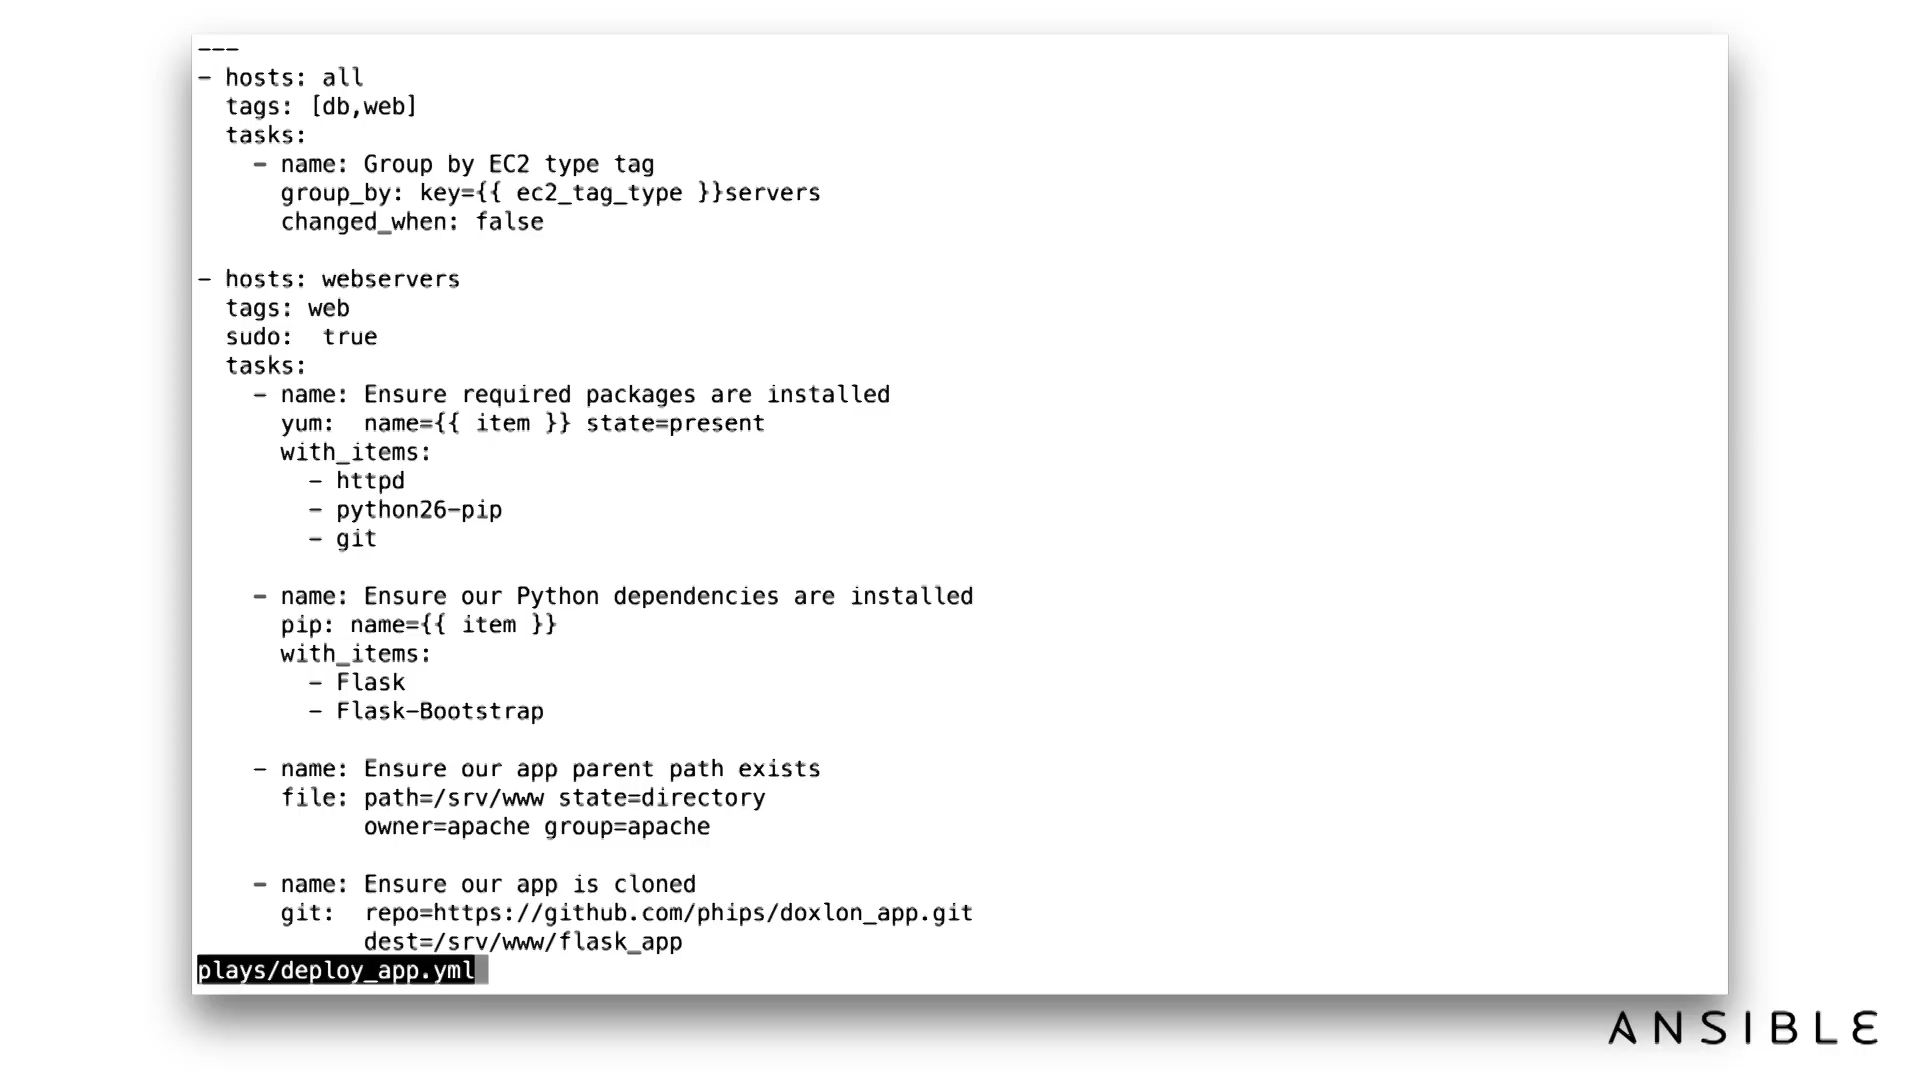 ---
- hosts: all
  tags: [db,web]
  tasks:
    - name: Group by EC2 type tag
      group_by: key={{ ec2_tag_type }}servers
      changed_when: false

- hosts: webservers
  tags: web
  sudo:  true
  tasks:
    - name: Ensure required packages are installed
      yum:  name={{ item }} state=present
      with_items:
        - httpd
        - python26-pip
        - git

    - name: Ensure our Python dependencies are installed
      pip: name={{ item }}
      with_items:
        - Flask
        - Flask-Bootstrap

    - name: Ensure our app parent path exists
      file: path=/srv/www state=directory
            owner=apache group=apache

    - name: Ensure our app is cloned
      git:  repo=https://github.com/phips/doxlon_app.git
            dest=/srv/www/flask_app
plays/deploy_app.yml
ANSIBLE